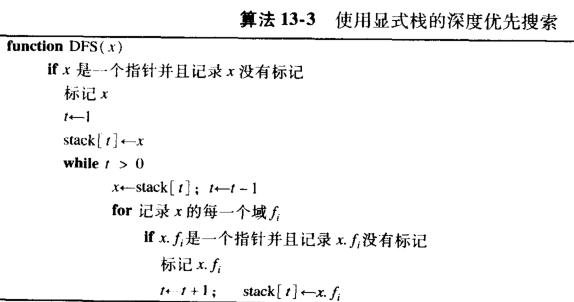 算法 13-3 使用显式栈的深度优先搜索
function DFS(x)
if x 是一个指针并且记录 x 没有标记
标记 x
t←1
stack[t]←x
while t > 0
x←stack[t]; t←t-1
for 记录 x 的每一个域 fi
if x.fi是一个指针并且记录 x.fi没有标记
标记 x.fi
t←t+1; stack[t]←x.fi